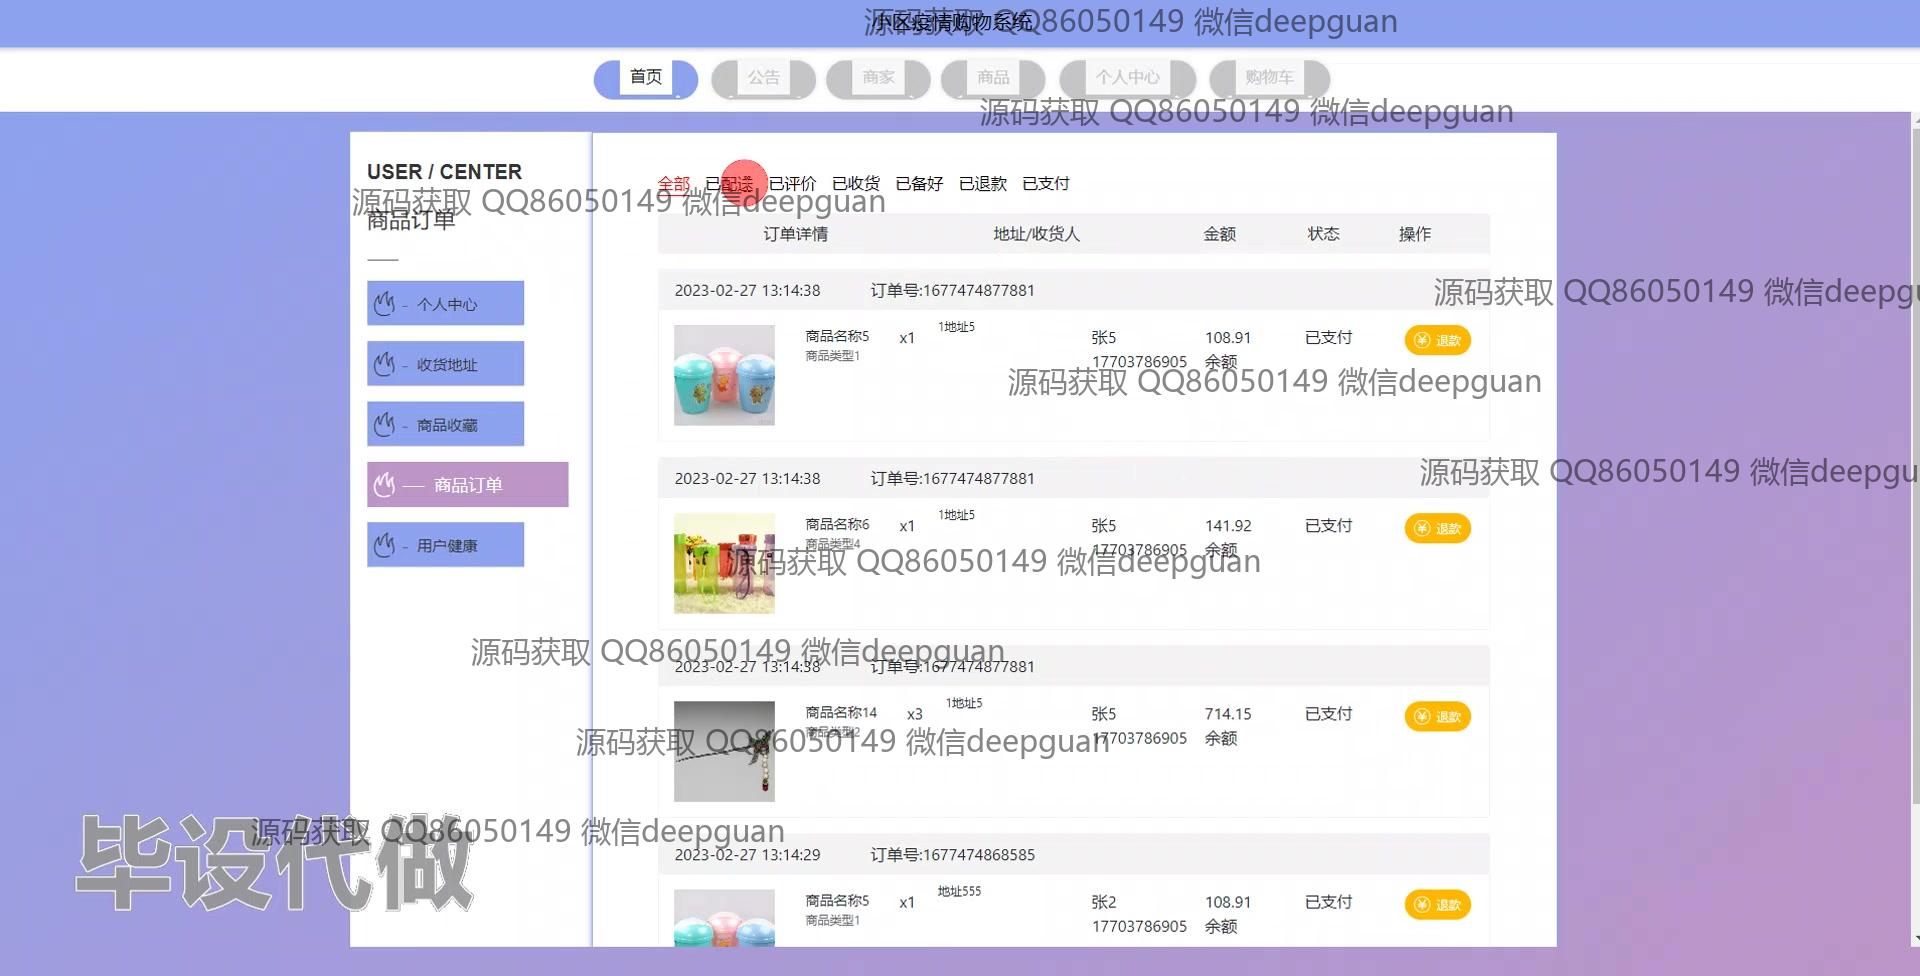 小区疫情购物系统
源码获取 QQ86050149 微信deepguan
首页 公告 商家 商品 个人中心 购物车
源码获取 QQ86050149 微信deepguan
USER / CENTER
全部 已配送 已评价 已收货 已备好 已退款 已支付
源码获取 QQ86050149 微信deepguan
商品订单
订单详情 地址/收货人 金额 状态 操作
- 个人中心
- 收货地址
- 商品收藏
商品订单
- 用户健康
2023-02-27 13:14:38 订单号:1677474877881
源码获取 QQ86050149 微信deepgu
商品名称5 x1 1地址5 张5 108.91 已支付 退款
商品类型1 17703786905 余额
源码获取 QQ86050149 微信deepguan
2023-02-27 13:14:38 订单号:1677474877881
源码获取 QQ86050149 微信deepgu
商品名称6 x1 1地址5 张5 141.92 已支付 退款
商品类型4 17703786905 余额
源码获取 QQ86050149 微信deepguan
源码获取 QQ86050149 微信deepguan
2023-02-27 13:14:38 订单号:1677474877881
商品名称14 x3 1地址5 张5 714.15 已支付 退款
商品类型2 17703786905 余额
源码获取 QQ86050149 微信deepguan
源码获取 QQ86050149 微信deepguan
毕设代做
2023-02-27 13:14:29 订单号:1677474868585
商品名称5 x1 地址555 张2 108.91 已支付 退款
商品类型1 17703786905 余额